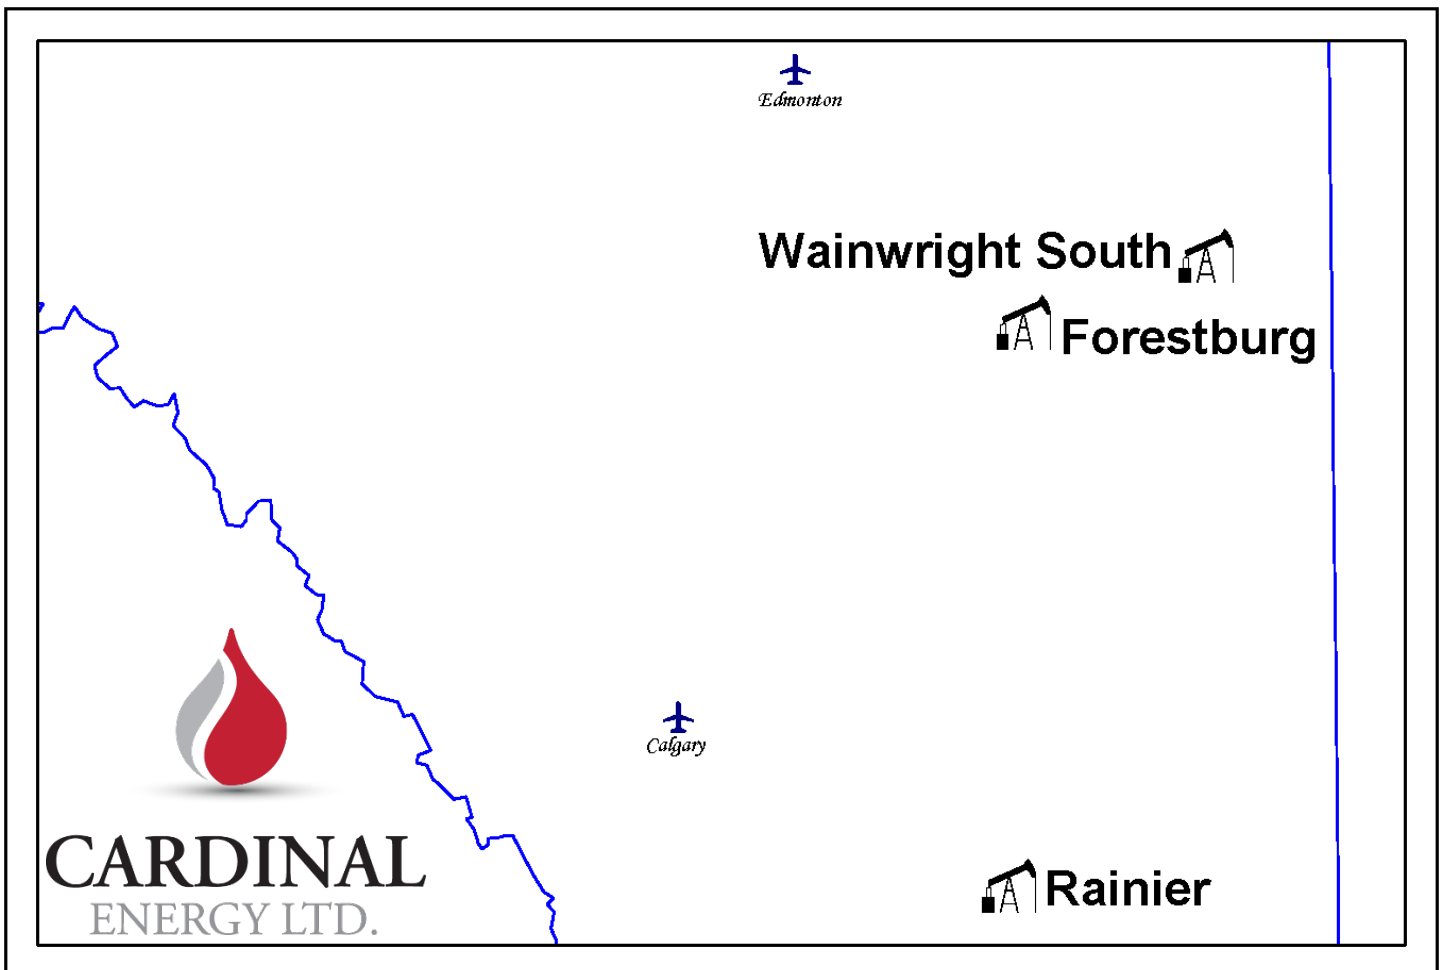 Edmonton
Wainwright South
Forestburg
Calgary
CARDINAL
ENERGY LTD.
Rainier